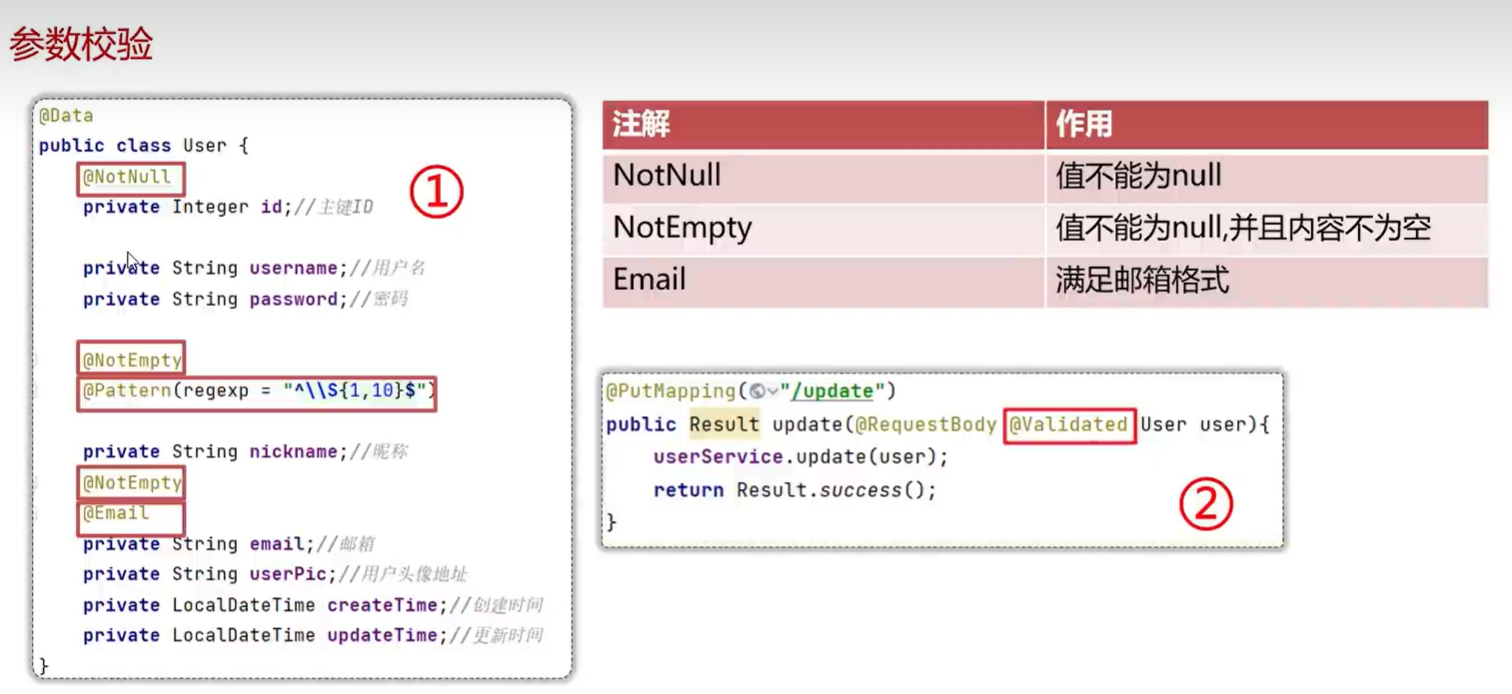 参数校验
@Data
public class User {
@NotNull
private Integer id;//主键ID
private String username;//用户名
private String password;//密码
@NotEmpty
@Pattern(regexp = "^\\S{1,10}$")
private String nickname;//昵称
@NotEmpty
@Email
private String email;//邮箱
private String userPic;//用户头像地址
private LocalDateTime createTime;//创建时间
private LocalDateTime updateTime;//更新时间
}
①
注解 作用
NotNull 值不能为null
NotEmpty 值不能为null,并且内容不为空
Email 满足邮箱格式
@PutMapping("/update")
public Result update(@RequestBody @Validated User user){
userService.update(user);
return Result.success();
}
②